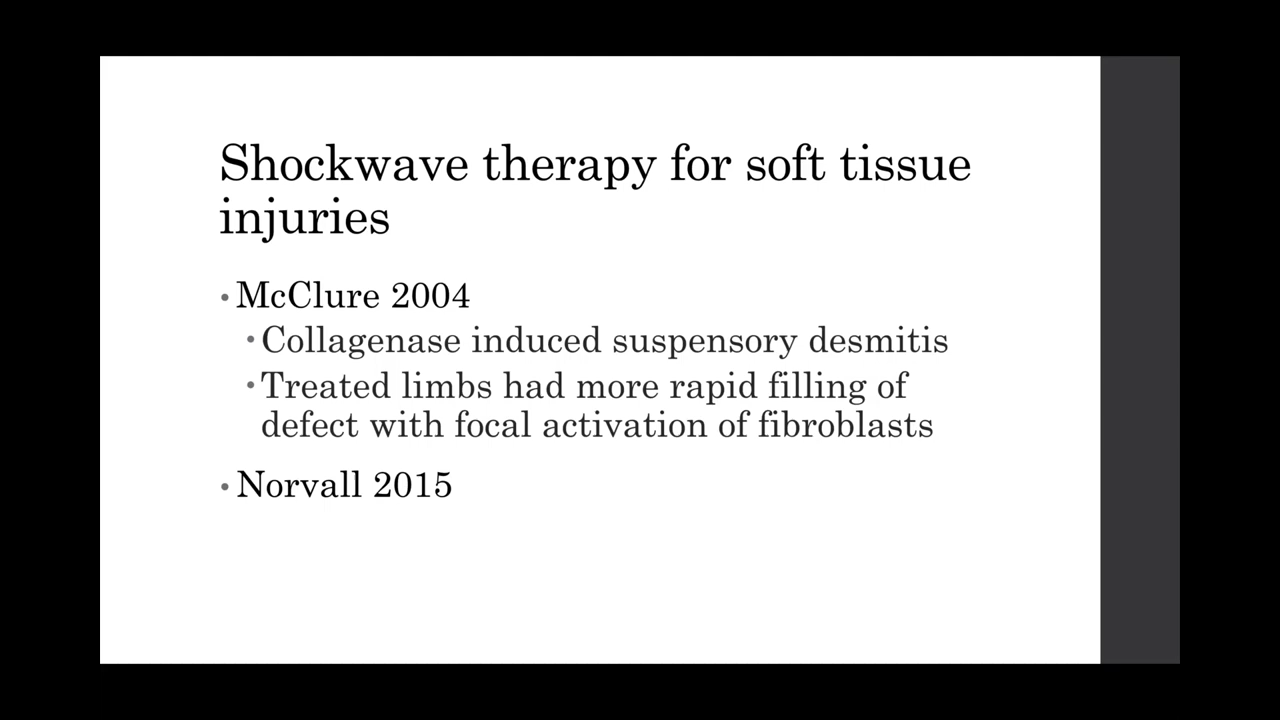 Shockwave therapy for soft tissue
injuries
• McClure 2004
• Collagenase induced suspensory desmitis
• Treated limbs had more rapid filling of
defect with focal activation of fibroblasts
• Norvall 2015